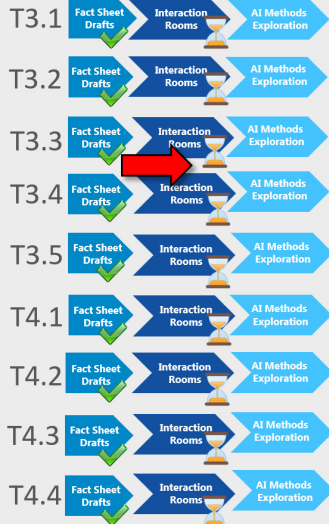 T3.1 Fact Sheet Drafts Interaction Rooms AI Methods Exploration
T3.2 Fact Sheet Drafts Interaction Rooms AI Methods Exploration
T3.3 Fact Sheet Drafts Interaction Rooms AI Methods Exploration
T3.4 Fact Sheet Drafts Interaction Rooms AI Methods Exploration
T3.5 Fact Sheet Drafts Interaction Rooms AI Methods Exploration
T4.1 Fact Sheet Drafts Interaction Rooms AI Methods Exploration
T4.2 Fact Sheet Drafts Interaction Rooms AI Methods Exploration
T4.3 Fact Sheet Drafts Interaction Rooms AI Methods Exploration
T4.4 Fact Sheet Drafts Interaction Rooms AI Methods Exploration